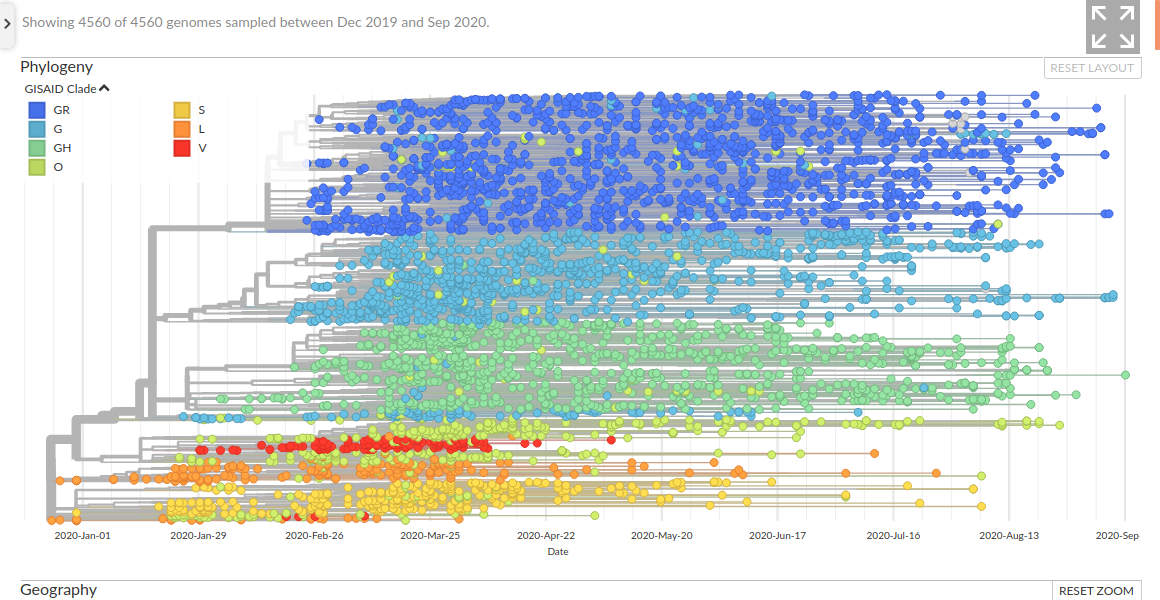 Showing 4560 of 4560 genomes sampled between Dec 2019 and Sep 2020.
Phylogeny
RESET LAYOUT
GISAID Clade
GR
S
G
L
GH
V
O
2020-Jan-01 2020-Jan-29 2020-Feb-26 2020-Mar-25 2020-Apr-22 2020-May-20 2020-Jun-17 2020-Jul-16 2020-Aug-13 2020-Sep
Date
Geography
RESET ZOOM